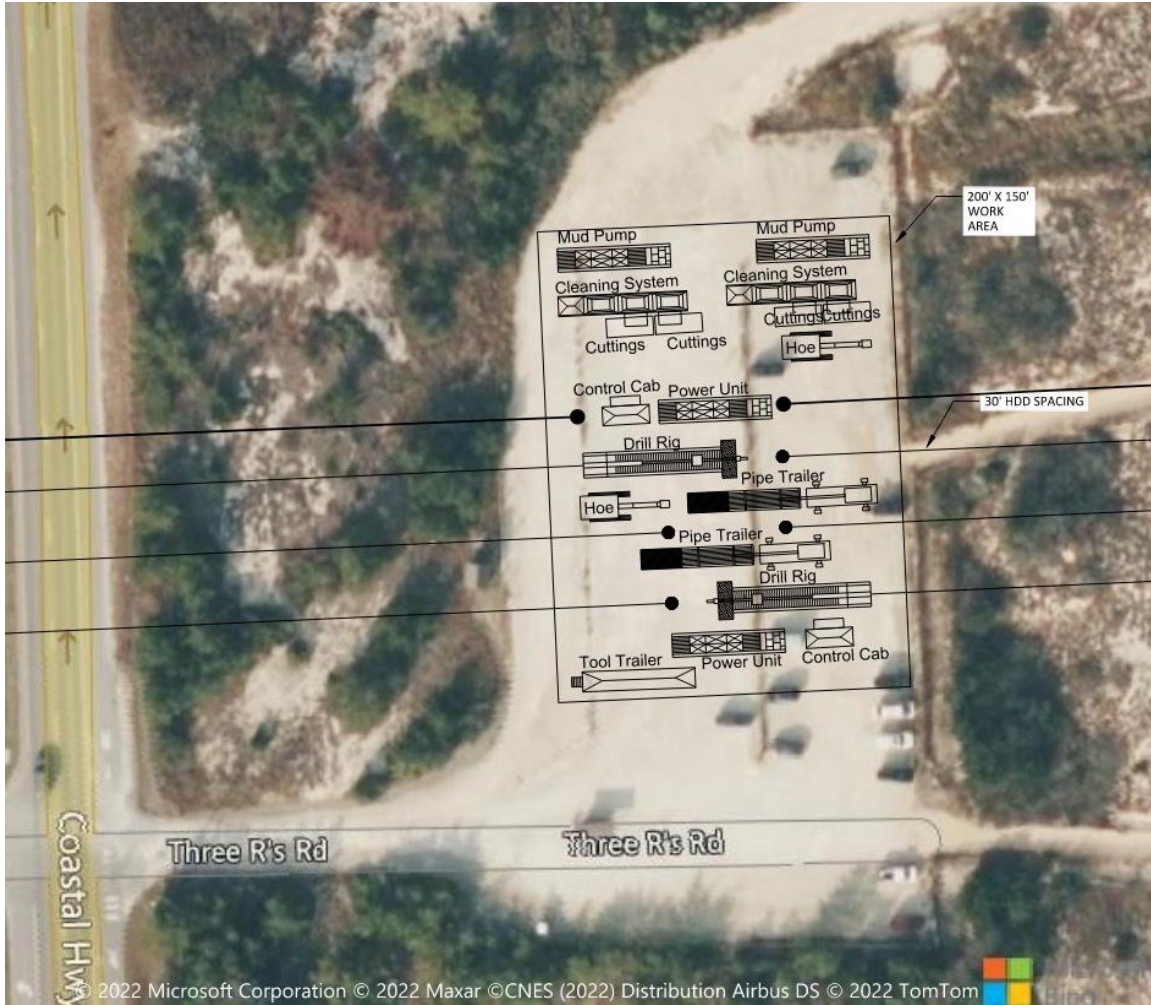 200' X 150'
WORK
AREA
Mud Pump
Mud Pump
Cleaning System
Cleaning System
Cuttings
Cuttings
Cuttings
Cuttings
Hoe
Control Cab
Power Unit
30' HDD SPACING
Drill Rig
Pipe Trailer
Hoe
Pipe Trailer
Drill Rig
Tool Trailer
Power Unit
Control Cab
Three R's Rd
Three R's Rd
Coastal Hwy
© 2022 Microsoft Corporation © 2022 Maxar ©CNES (2022) Distribution Airbus DS © 2022 TomTom